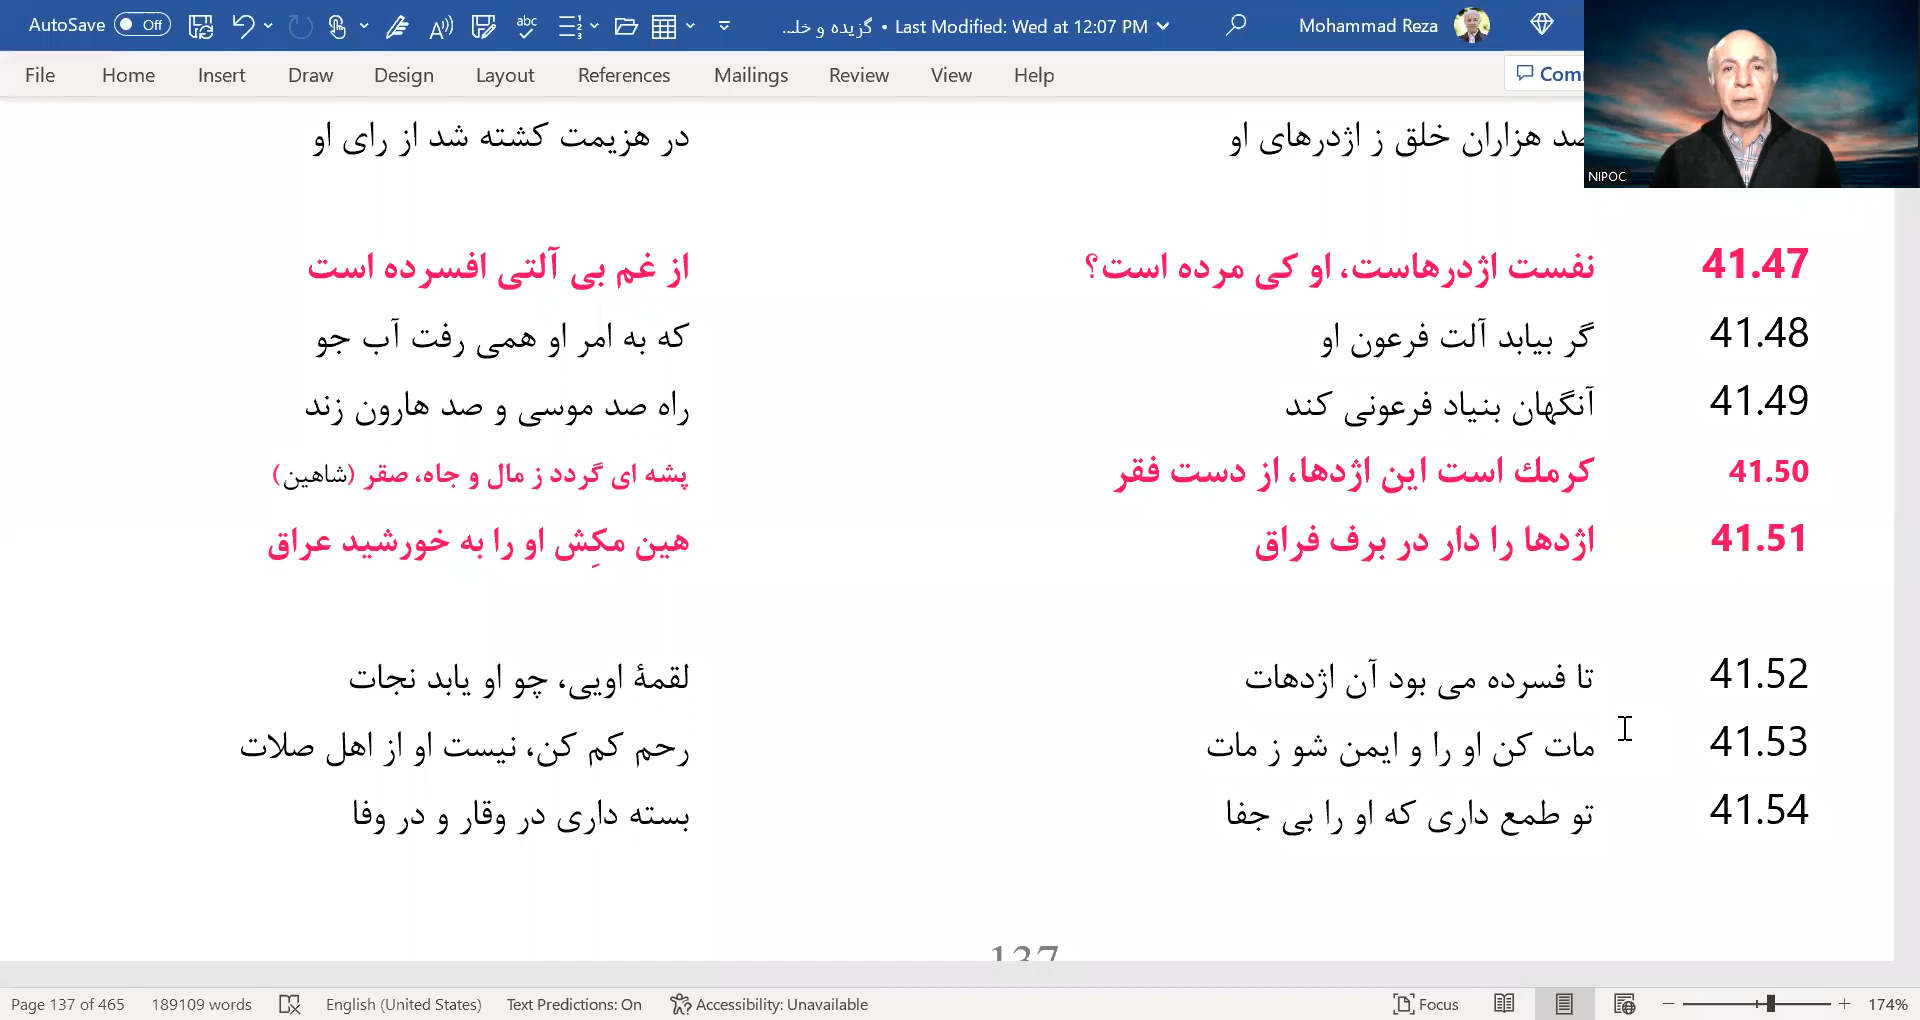 AutoSave Off گزیده و خلـ... • Last Modified: Wed at 12:07 PM Mohammad Reza
File Home Insert Draw Design Layout References Mailings Review View Help Com
NIPOC
صد هزاران خلق ز اژدرهای او در هزیمت کشته شد از رای او
41.47 نفست اژدرهاست، او کی مرده است؟ از غم بی آلتی افسرده است
41.48 گر بیابد آلت فرعون او که به امر او همی رفت آب جو
41.49 آنگهان بنیاد فرعونی کند راه صد موسی و صد هارون زند
41.50 کرمك است این اژدها، از دست فقر پشه ای گردد ز مال و جاه، صقر (شاهین)
41.51 اژدها را دار در برف فراق هین مکِش او را به خورشید عراق
41.52 تا فسرده می بود آن اژدهات لقمۀ اویی، چو او یابد نجات
41.53 مات کن او را و ایمن شو ز مات رحم کم کن، نیست او از اهل صلات
41.54 تو طمع داری که او را بی جفا بسته داری در وقار و در وفا
137
Page 137 of 465 189109 words English (United States) Text Predictions: On Accessibility: Unavailable Focus 174%